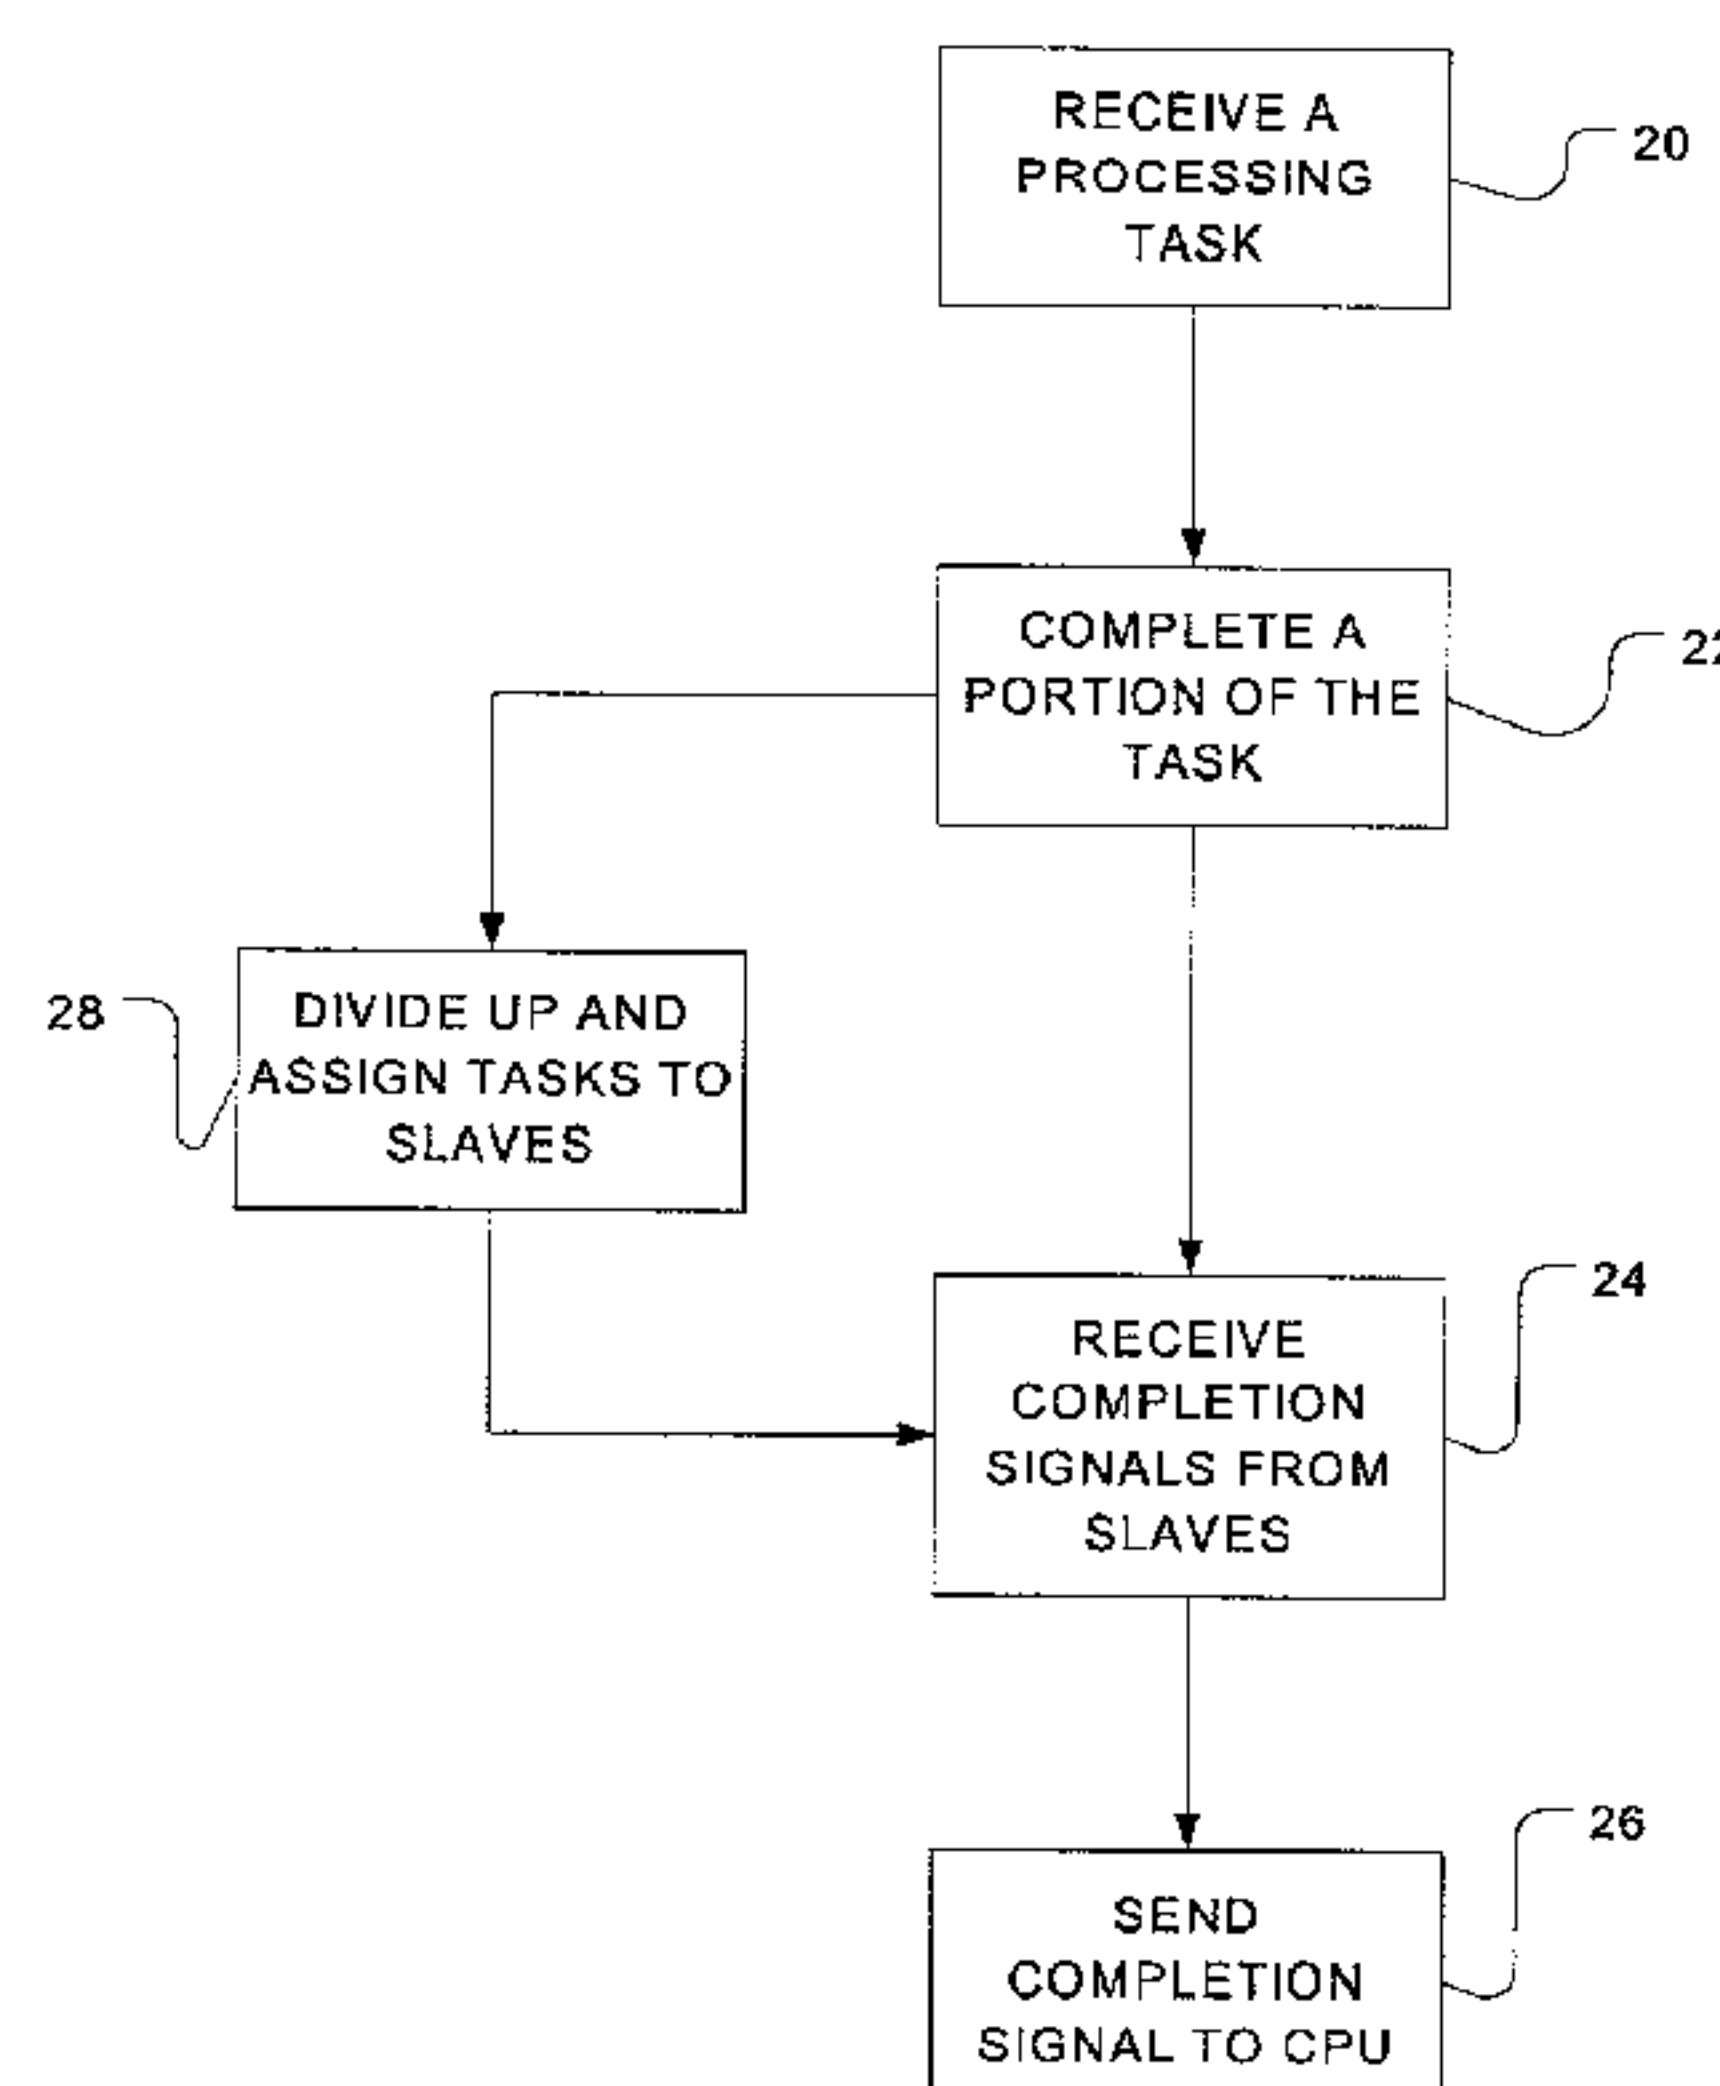 RECEIVE A
PROCESSING
TASK
20
COMPLETE A
PORTION OF THE
TASK
22
28
DIVIDE UP AND
ASSIGN TASKS TO
SLAVES
24
RECEIVE
COMPLETION
SIGNALS FROM
SLAVES
26
SEND
COMPLETION
SIGNAL TO CPU